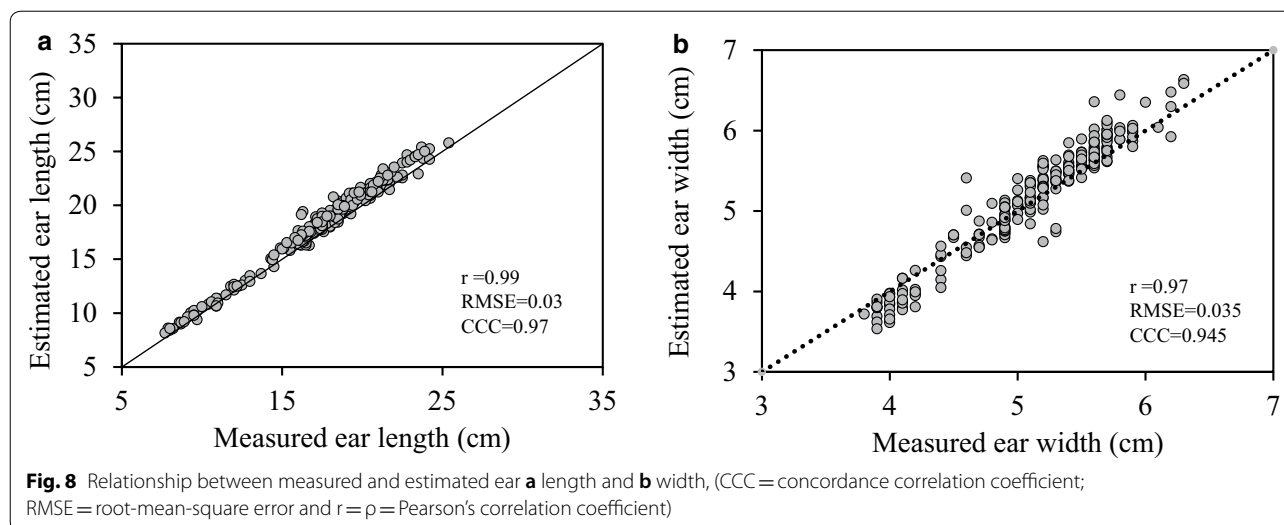 a
35
30
25
20
15
10
5
Estimated ear length (cm)
5 15 25 35
Measured ear length (cm)
r =0.99
RMSE=0.03
CCC=0.97
b
7
6
5
4
3
Estimated ear width (cm)
3 4 5 6 7
Measured ear width (cm)
r =0.97
RMSE=0.035
CCC=0.945
Fig. 8 Relationship between measured and estimated ear a length and b width, (CCC = concordance correlation coefficient;
RMSE = root-mean-square error and r = ρ = Pearson's correlation coefficient)